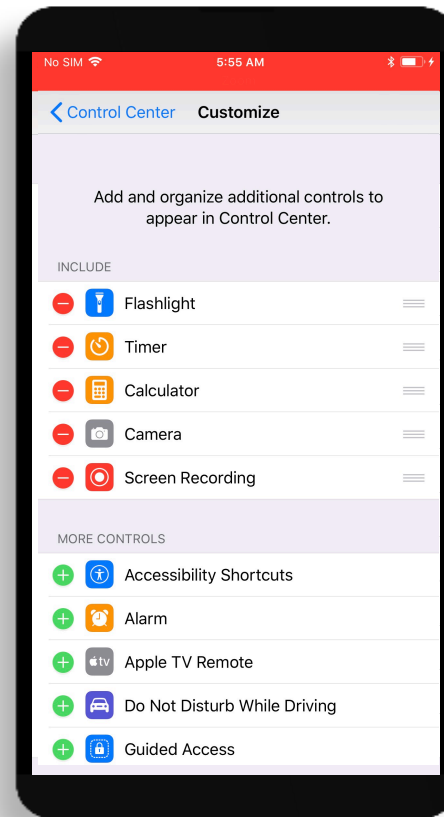 No SIM 5:55 AM
Control Center Customize
Add and organize additional controls to
appear in Control Center.
INCLUDE
Flashlight
Timer
Calculator
Camera
Screen Recording
MORE CONTROLS
Accessibility Shortcuts
Alarm
tv Apple TV Remote
Do Not Disturb While Driving
Guided Access